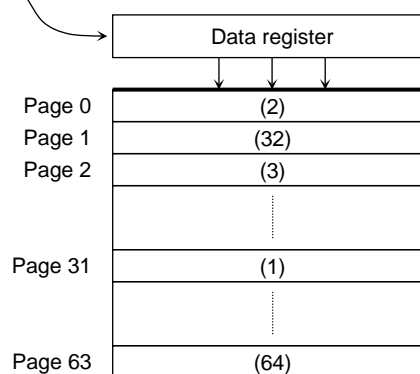 Data register
Page 0 (2)
Page 1 (32)
Page 2 (3)
Page 31 (1)
Page 63 (64)